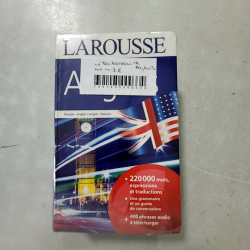 LAROUSSE
français - anglais / anglais - français
• 220 000 mots,
expressions
et traductions
• Une grammaire
et un guide
de conversation
• 400 phrases audio
à télécharger